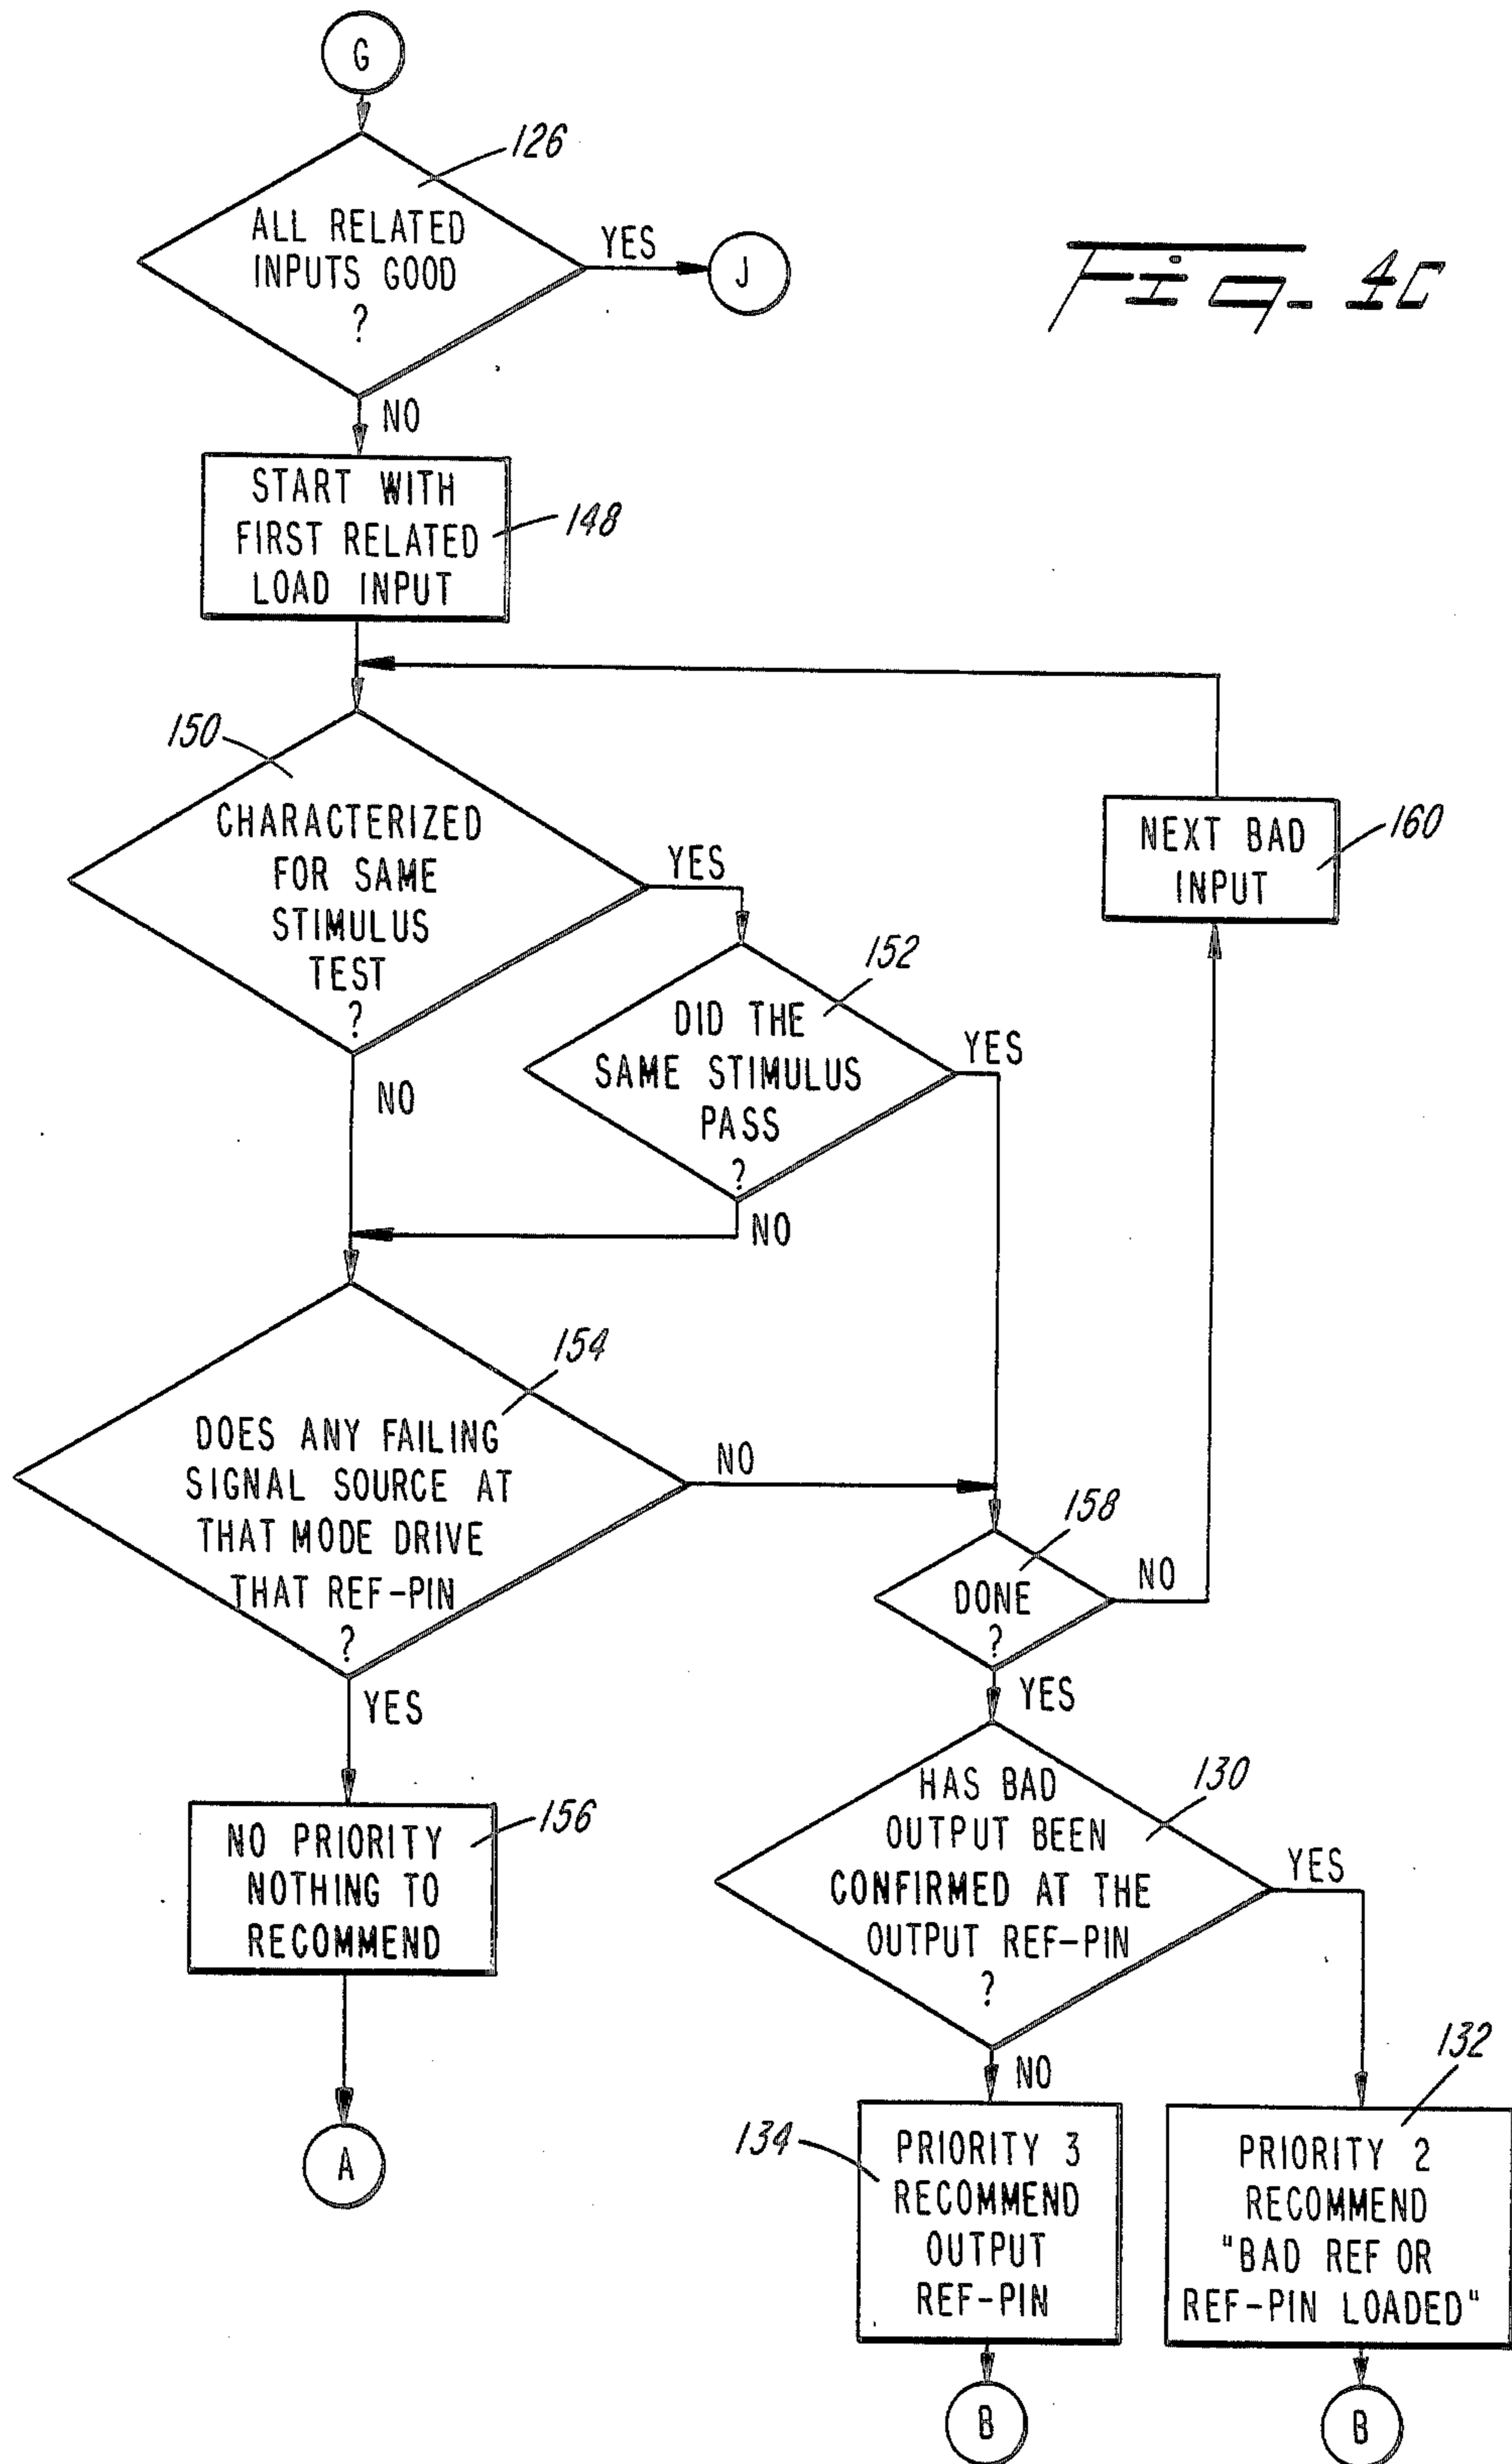 G
126
ALL RELATED
INPUTS GOOD
?
YES
J
Fig. 4C
NO
START WITH
FIRST RELATED
LOAD INPUT
148
150
CHARACTERIZED
FOR SAME
STIMULUS
TEST
?
YES
NO
NEXT BAD
INPUT
160
152
DID THE
SAME STIMULUS
PASS
?
YES
NO
154
DOES ANY FAILING
SIGNAL SOURCE AT
THAT MODE DRIVE
THAT REF-PIN
?
NO
YES
158
DONE
?
NO
YES
156
NO PRIORITY
NOTHING TO
RECOMMEND
A
130
HAS BAD
OUTPUT BEEN
CONFIRMED AT THE
OUTPUT REF-PIN
?
YES
NO
134
PRIORITY 3
RECOMMEND
OUTPUT
REF-PIN
B
132
PRIORITY 2
RECOMMEND
"BAD REF OR
REF-PIN LOADED"
B